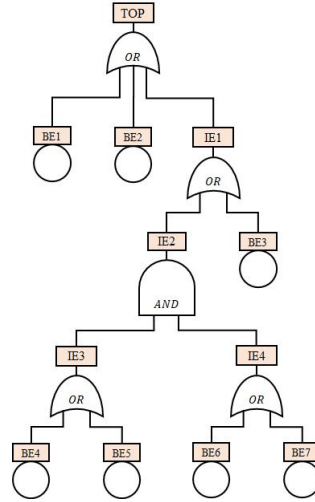 TOP
OR
BE1
BE2
IE1
OR
IE2
BE3
AND
IE3
IE4
OR
OR
BE4
BE5
BE6
BE7